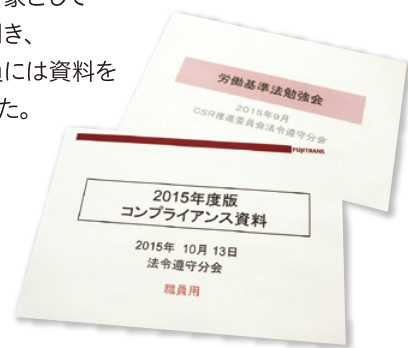 象として
き、
には資料を
た。
労働基準法勉強会
2015年9月
CSR推進委員会法令遵守分会
FUJITRANS
2015年度版
コンプライアンス資料
2015年 10月 13日
法令遵守分会
職員用